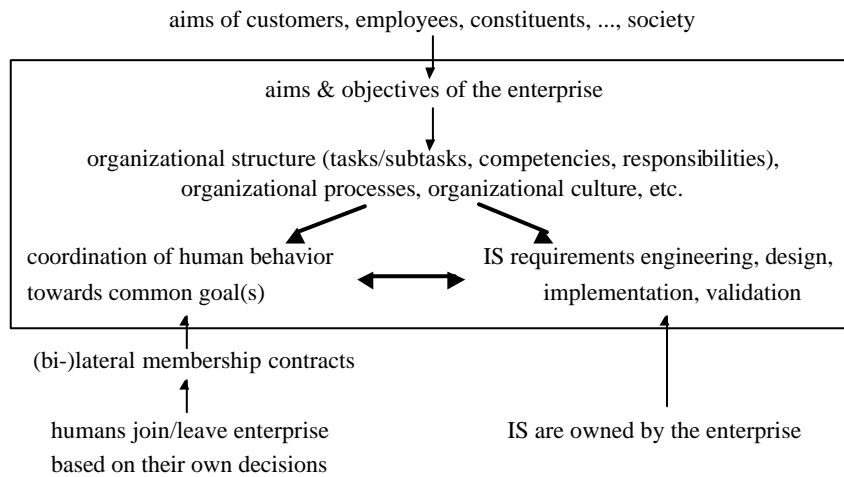 aims of customers, employees, constituents, ..., society
aims & objectives of the enterprise
organizational structure (tasks/subtasks, competencies, responsibilities),
organizational processes, organizational culture, etc.
coordination of human behavior
towards common goal(s)
IS requirements engineering, design,
implementation, validation
(bi-)lateral membership contracts
humans join/leave enterprise
based on their own decisions
IS are owned by the enterprise